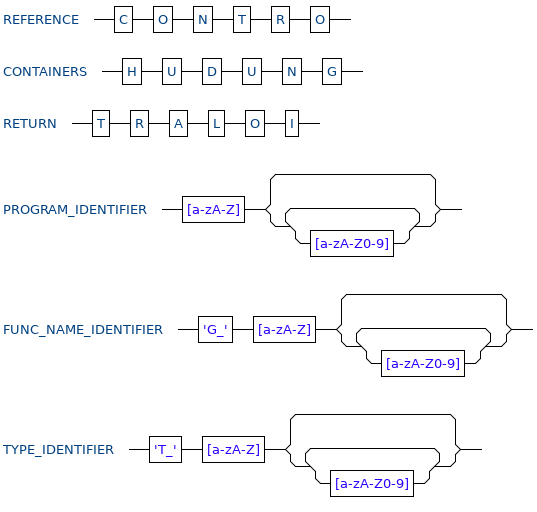 REFERENCE C O N T R O
CONTAINERS H U D U N G
RETURN T R A L O I
PROGRAM_IDENTIFIER [a-zA-Z]
[a-zA-Z0-9]
FUNC_NAME_IDENTIFIER 'G_' [a-zA-Z]
[a-zA-Z0-9]
TYPE_IDENTIFIER 'T_' [a-zA-Z]
[a-zA-Z0-9]